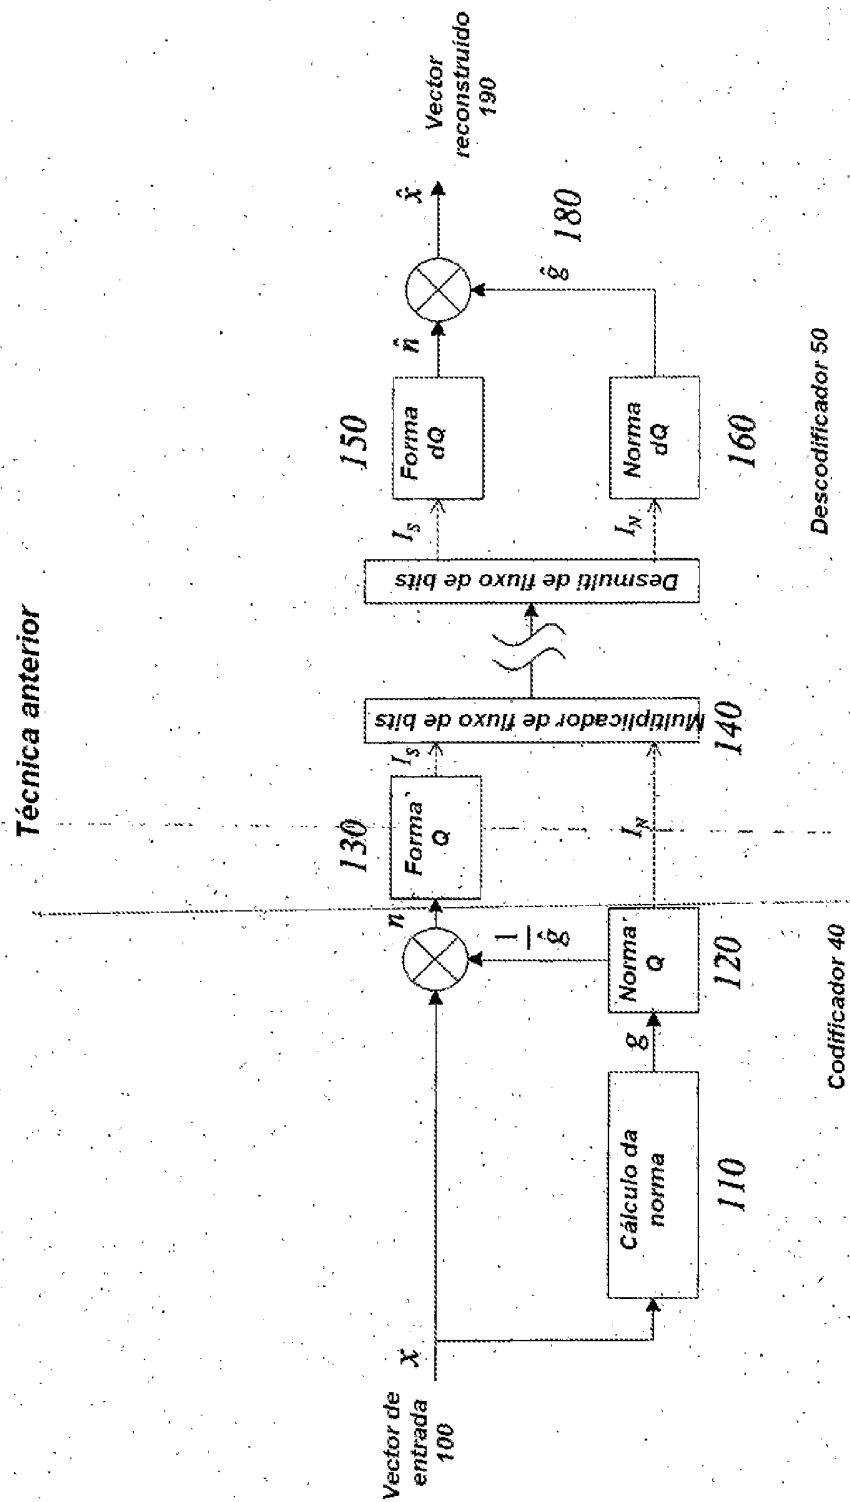 Técnica anterior
Vector de
entrada
100
x
Cálculo da
norma
110
g
Norma
Q
120
1
ĝ
n
Forma
Q
130
I_S
I_N
Multiplicador de fluxo de bits
140
Desmulti de fluxo de bits
I_S
I_N
Forma
dQ
150
Norma
dQ
160
n̂
ĝ
180
x̂
Vector
reconstruído
190
Codificador 40
Descodificador 50